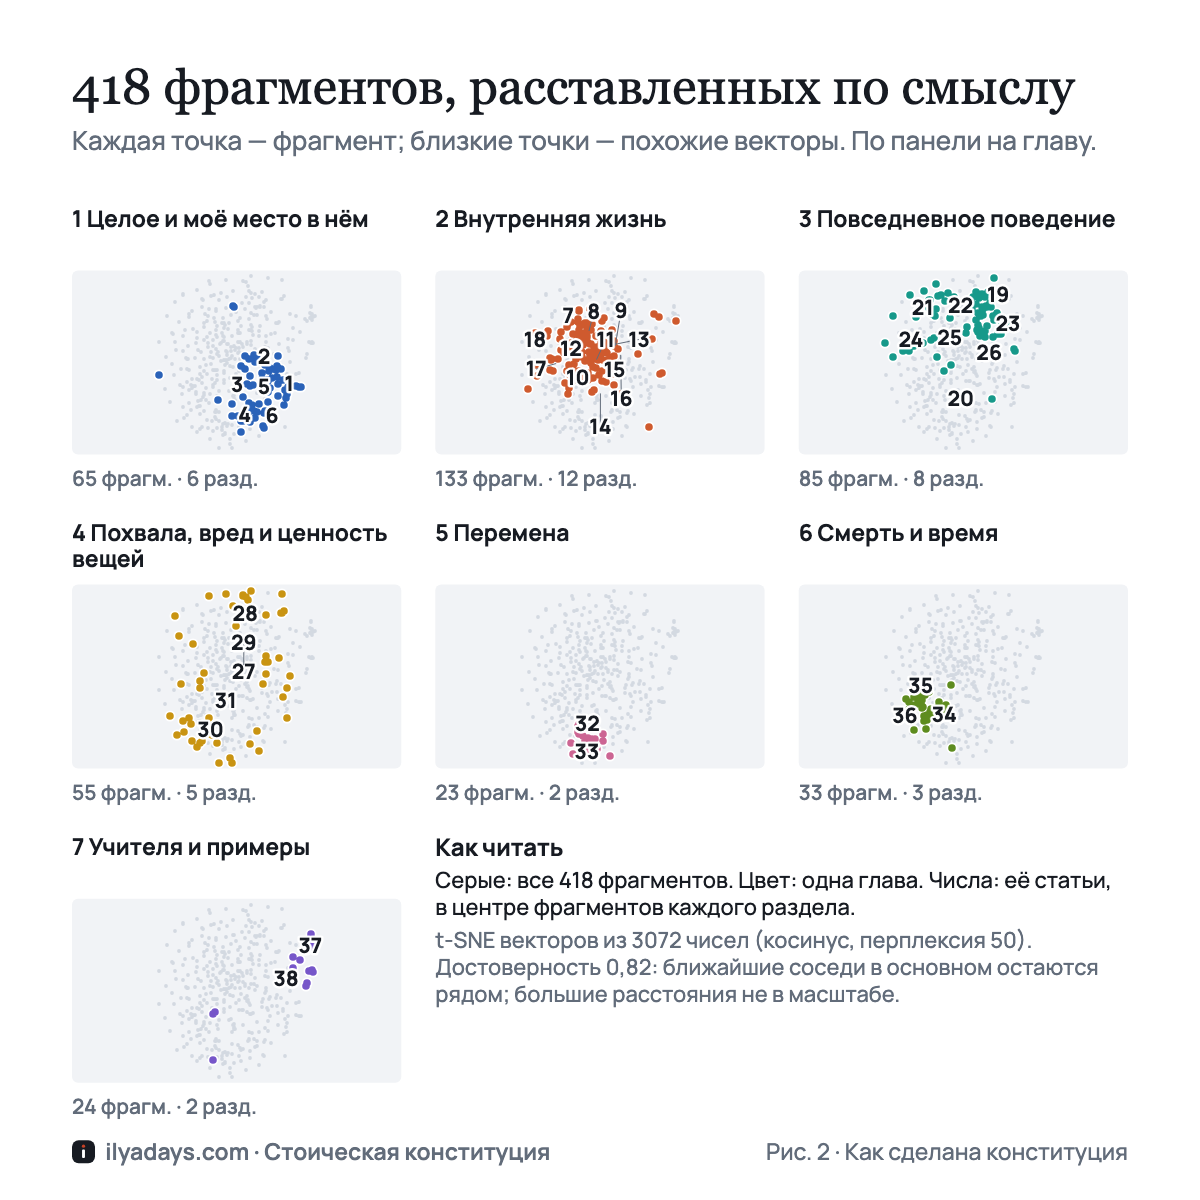 418 фрагментов, расставленных по смыслу
Каждая точка — фрагмент; близкие точки — похожие векторы. По панели на главу.
1 Целое и моё место в нём
2
3 5 1
4 6
65 фрагм. · 6 разд.
2 Внутренняя жизнь
7 8 9
18 12 11 13
17 10 15
16
14
133 фрагм. · 12 разд.
3 Повседневное поведение
19
21 22 23
24 25 26
20
85 фрагм. · 8 разд.
4 Похвала, вред и ценность
вещей
28
29
27
31
30
55 фрагм. · 5 разд.
5 Перемена
32
33
23 фрагм. · 2 разд.
6 Смерть и время
35
36 34
33 фрагм. · 3 разд.
7 Учителя и примеры
37
38
24 фрагм. · 2 разд.
Как читать
Серые: все 418 фрагментов. Цвет: одна глава. Числа: её статьи,
в центре фрагментов каждого раздела.
t-SNE векторов из 3072 чисел (косинус, перплексия 50).
Достоверность 0,82: ближайшие соседи в основном остаются
рядом; большие расстояния не в масштабе.
i ilyadays.com · Стоическая конституция
Рис. 2 · Как сделана конституция